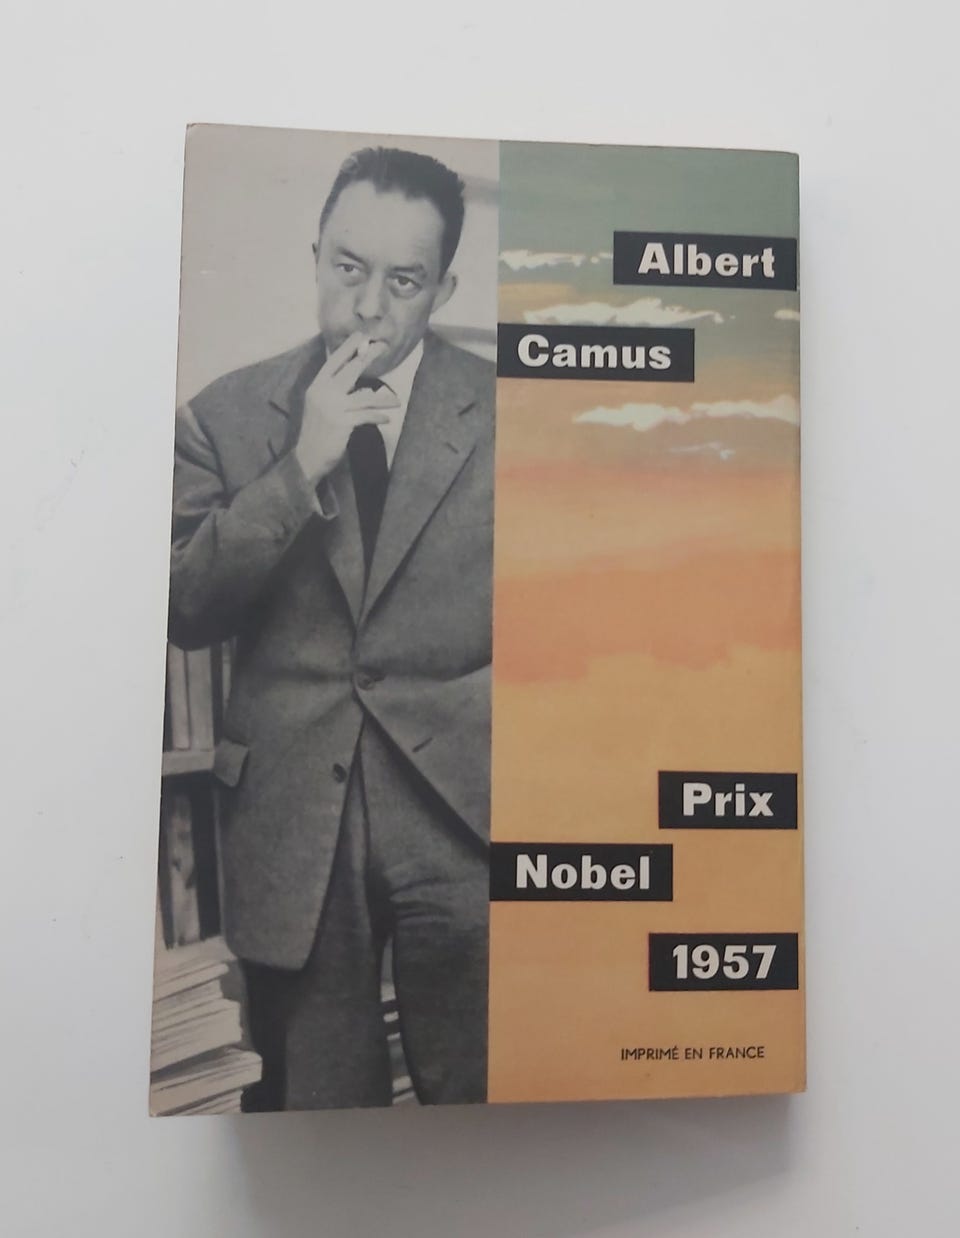 Albert
Camus
Prix
Nobel
1957
IMPRIMÉ EN FRANCE